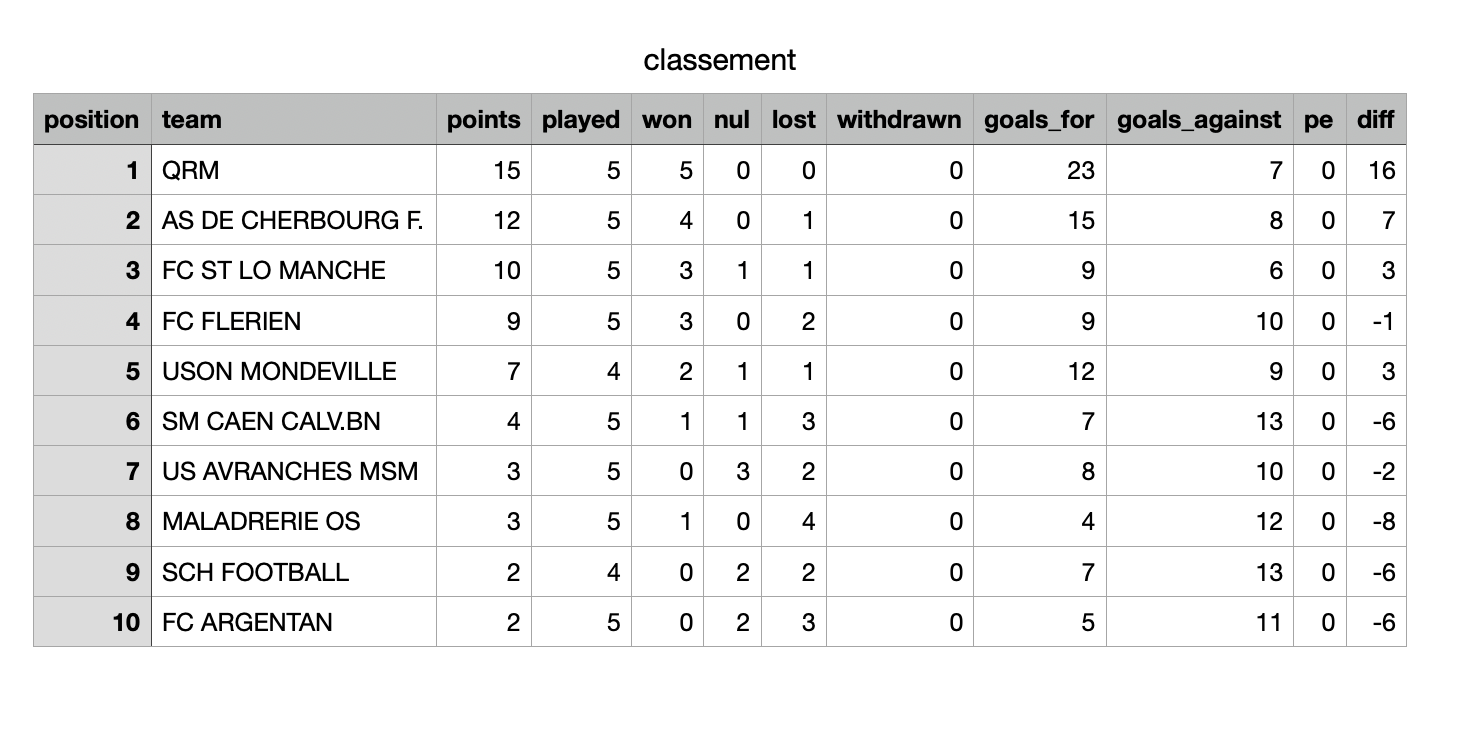 classement
position team points played won nul lost withdrawn goals_for goals_against pe diff
1 QRM 15 5 5 0 0 0 23 7 0 16
2 AS DE CHERBOURG F. 12 5 4 0 1 0 15 8 0 7
3 FC ST LO MANCHE 10 5 3 1 1 0 9 6 0 3
4 FC FLERIEN 9 5 3 0 2 0 9 10 0 -1
5 USON MONDEVILLE 7 4 2 1 1 0 12 9 0 3
6 SM CAEN CALV.BN 4 5 1 1 3 0 7 13 0 -6
7 US AVRANCHES MSM 3 5 0 3 2 0 8 10 0 -2
8 MALADRERIE OS 3 5 1 0 4 0 4 12 0 -8
9 SCH FOOTBALL 2 4 0 2 2 0 7 13 0 -6
10 FC ARGENTAN 2 5 0 2 3 0 5 11 0 -6